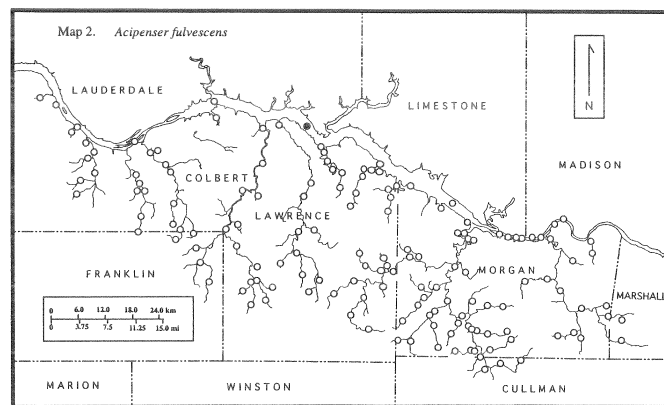 Map 2. Acipenser fulvescens
LAUDERDALE
LIMESTONE
N
MADISON
COLBERT
LAWRENCE
FRANKLIN
MORGAN
MARSHALL
0 6.0 12.0 18.0 24.0 km
0 3.75 7.5 11.25 15.0 mi
MARION
WINSTON
CULLMAN